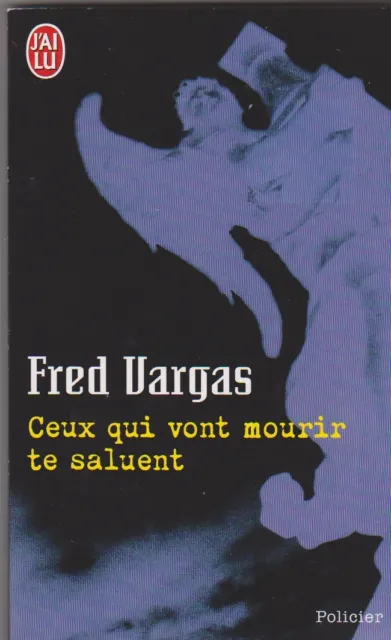 J'AI
LU
Fred Vargas
Ceux qui vont mourir
te saluent
Policier